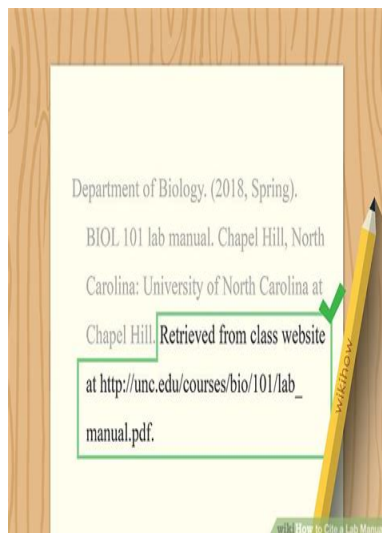 Department of Biology. (2018, Spring).
BIOL 101 lab manual. Chapel Hill, North
Carolina: University of North Carolina at
Chapel Hill. Retrieved from class website
at http://unc.edu/courses/bio/101/lab_
manual.pdf.
wikihow
wikiHow to Cite a Lab Manual